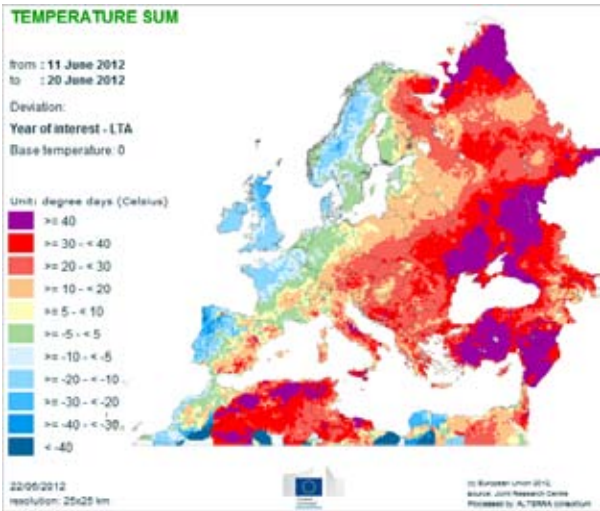 TEMPERATURE SUM
from : 11 June 2012
to : 20 June 2012
Deviation:
Year of interest - LTA
Base temperature: 0
Unit: degree days (Celsius)
>= 40
>= 30 - < 40
>= 20 - < 30
>= 10 - < 20
>= 5 - < 10
>= -5 - < 5
>= -10 - < -5
>= -20 - < -10
>= -30 - < -20
>= -40 - < -30
< -40
22/06/2012
resolution: 25x25 km
(c) European Union 2012,
source: Joint Research Centre
Processed by ALTERRA consortium